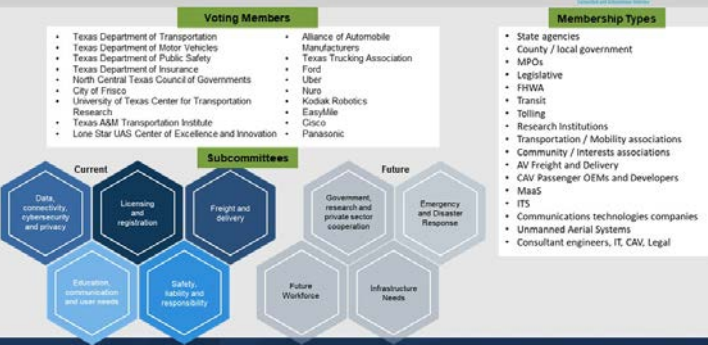 Voting Members
Texas Department of Transportation
Texas Department of Motor Vehicles
Texas Department of Public Safety
Texas Department of Insurance
North Central Texas Council of Governments
City of Frisco
University of Texas Center for Transportation
Research
Texas A&M Transportation Institute
Lone Star UAS Center of Excellence and Innovation
Alliance of Automobile
Manufacturers
Texas Trucking Association
Ford
Uber
Nuro
Kodiak Robotics
EasyMile
Cisco
Panasonic
Membership Types
State agencies
County / local government
MPOs
Legislative
FHWA
Transit
Tolling
Research Institutions
Transportation / Mobility associations
Community / Interests associations
AV Freight and Delivery
CAV Passenger OEMs and Developers
MaaS
ITS
Communications technologies companies
Unmanned Aerial Systems
Consultant engineers, IT, CAV, Legal
Subcommittees
Current
Data,
connectivity,
cybersecurity
and privacy
Licensing
and
registration
Freight and
delivery
Education,
communication
and user needs
Safety,
liability and
responsibility
Future
Government,
research and
private sector
cooperation
Emergency
and Disaster
Response
Future
Workforce
Infrastructure
Needs